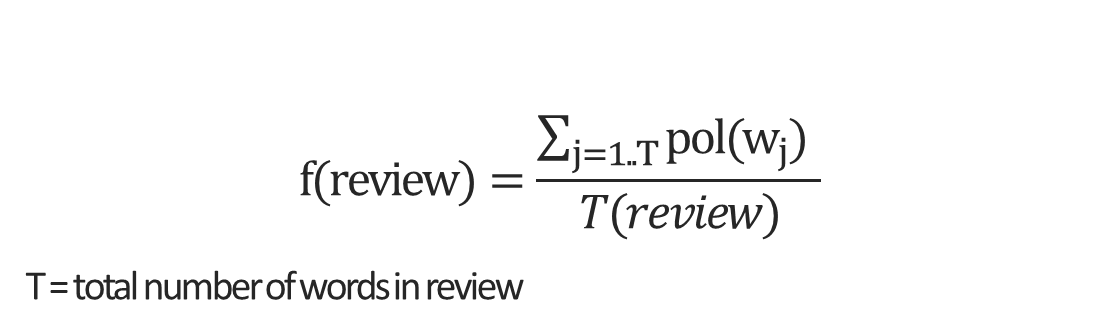 f(review) = ∑j=1..T pol(wj) / T(review)
T = total number of words in review